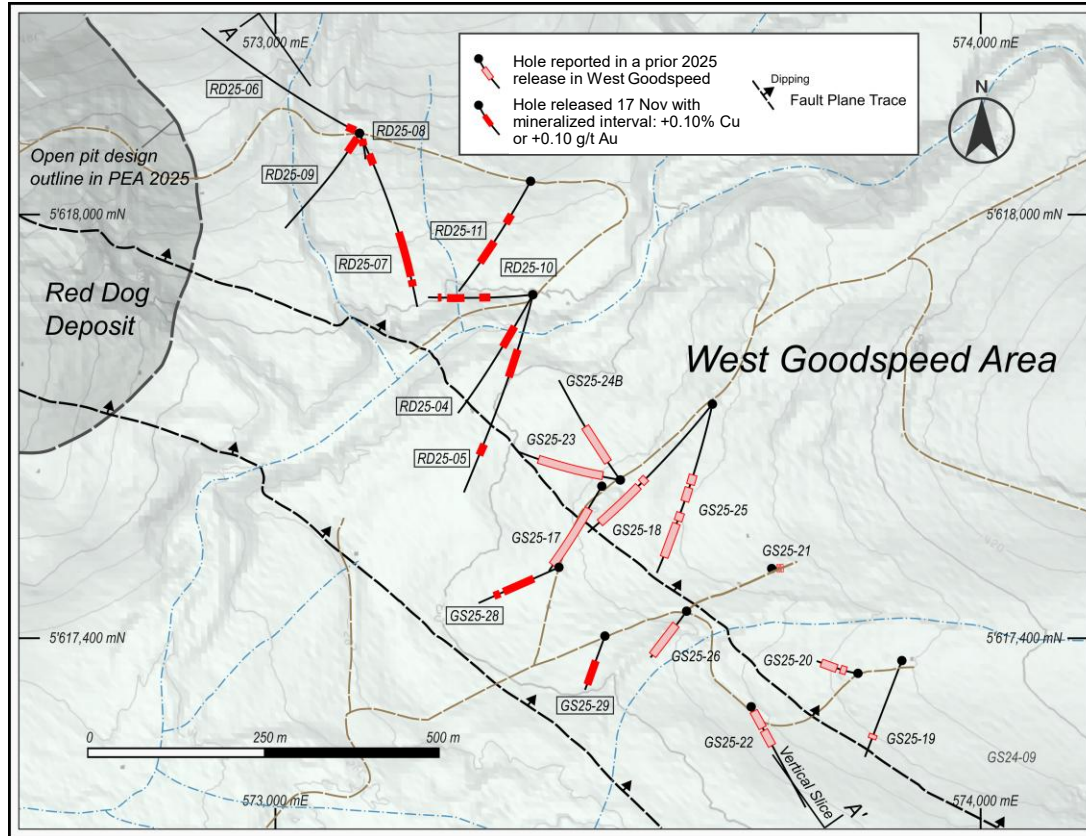 573,000 mE
574,000 mE
A
Hole reported in a prior 2025
release in West Goodspeed
Hole released 17 Nov with
mineralized interval: +0.10% Cu
or +0.10 g/t Au
Dipping
Fault Plane Trace
N
RD25-06
RD25-08
Open pit design
outline in PEA 2025
RD25-09
5'618,000 mN
5'618,000 mN
RD25-11
RD25-07
RD25-10
Red Dog
Deposit
West Goodspeed Area
GS25-24B
RD25-04
GS25-23
RD25-05
GS25-25
GS25-18
GS25-17
GS25-21
GS25-28
5'617,400 mN
5'617,400 mN
GS25-26
GS25-20
GS25-29
GS25-22
GS25-19
0
250 m
500 m
Vertical Slice
GS24-09
A'
573,000 mE
574,000 mE